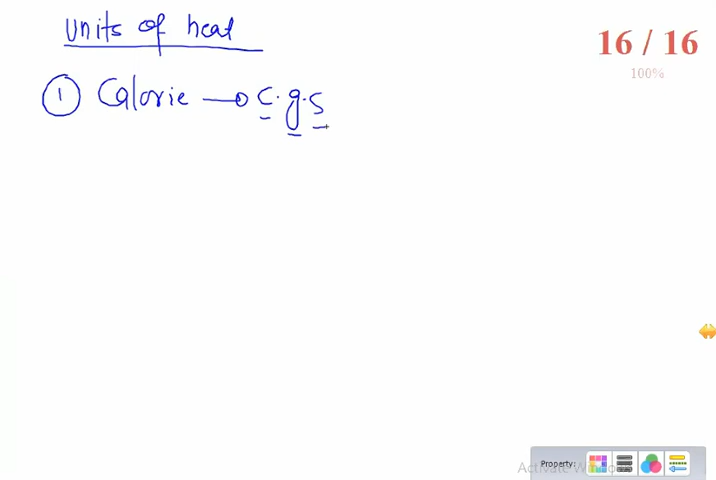 Units of heat
16 / 16
100%
① Calorie → C.g.s
Property: